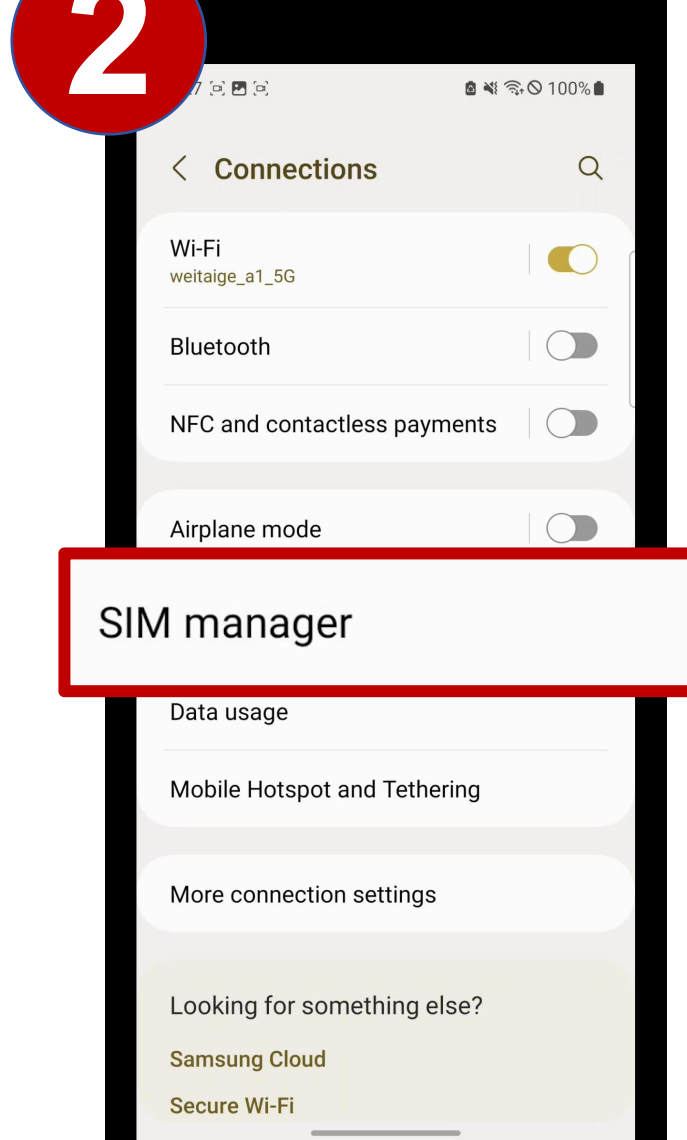 2
7 100%
Connections
Wi-Fi
weitaige_a1_5G
Bluetooth
NFC and contactless payments
Airplane mode
SIM manager
Data usage
Mobile Hotspot and Tethering
More connection settings
Looking for something else?
Samsung Cloud
Secure Wi-Fi